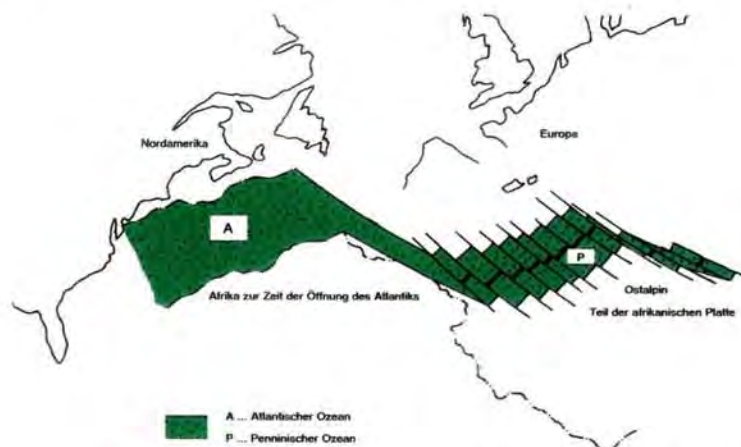 Nordamerika
Europa
A
P
Ostalpin
Afrika zur Zeit der Öffnung des Atlantiks
Teil der afrikanischen Platte
A ... Atlantischer Ozean
P ... Penninischer Ozean